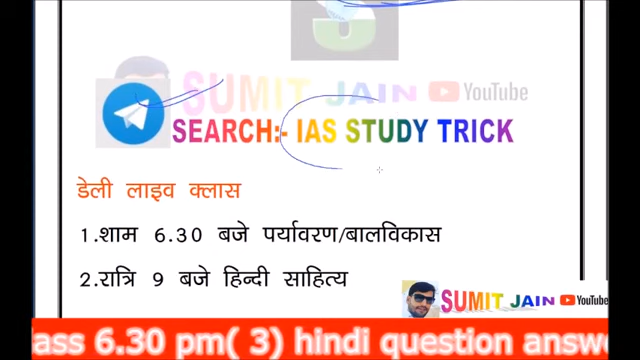 SUMIT JAIN YouTube
SEARCH:- IAS STUDY TRICK
डेली लाइव क्लास
1.शाम 6.30 बजे पर्यावरण/बालविकास
2.रात्रि 9 बजे हिन्दी साहित्य
SUMIT JAIN YouTube
ass 6.30 pm( 3) hindi question answe